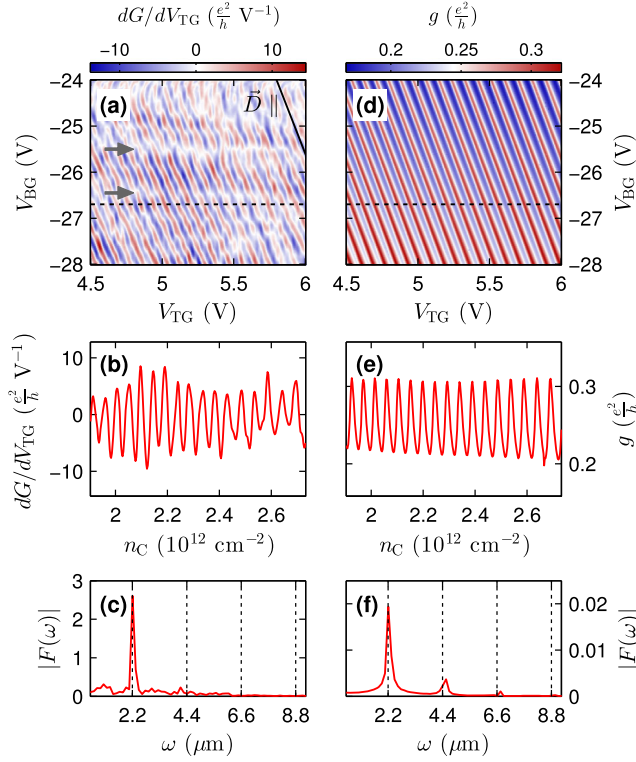 dG/dV_TG (e²/h V⁻¹) g (e²/h)
−10 0 10 0.2 0.25 0.3
(a) D⃗ || (d)
−24 −24
−25 −25
−26 −26
−27 −27
−28 −28
V_BG (V) V_BG (V)
4.5 5 5.5 6 4.5 5 5.5 6
V_TG (V) V_TG (V)
(b) (e)
10 0.3
0
−10 0.2
dG/dV_TG (e²/h V⁻¹) g (e²/h)
2 2.2 2.4 2.6 2 2.2 2.4 2.6
n_C (10¹² cm⁻²) n_C (10¹² cm⁻²)
(c) (f)
3 0.02
2
1 0.01
0 0
|F(ω)| |F(ω)|
2.2 4.4 6.6 8.8 2.2 4.4 6.6 8.8
ω (μm) ω (μm)